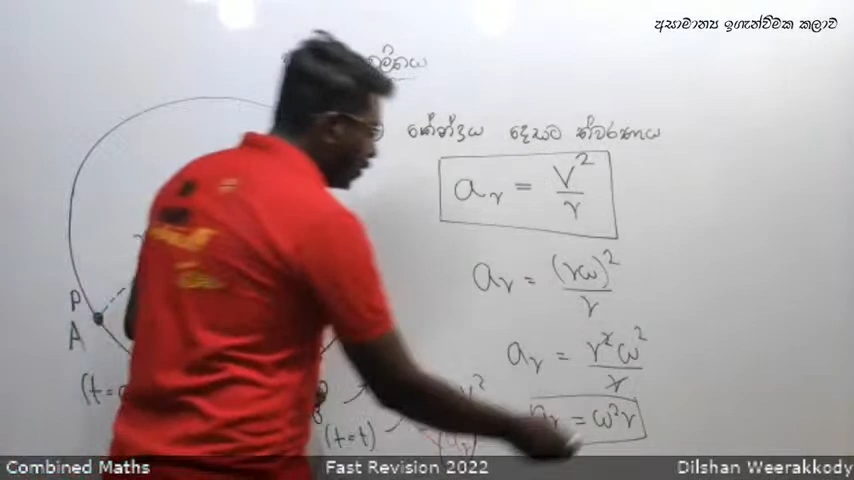 අසාමාන්‍ය ඉගැන්වීමක කලාව
කේන්ද්‍රය දෙසට ත්වරණය
a_r = V²/r
a_r = (rω)²/r
P
A
a_r = r²ω²/r
a_r = ω²r
(t=t)
Combined Maths Fast Revision 2022 Dilshan Weerakkody